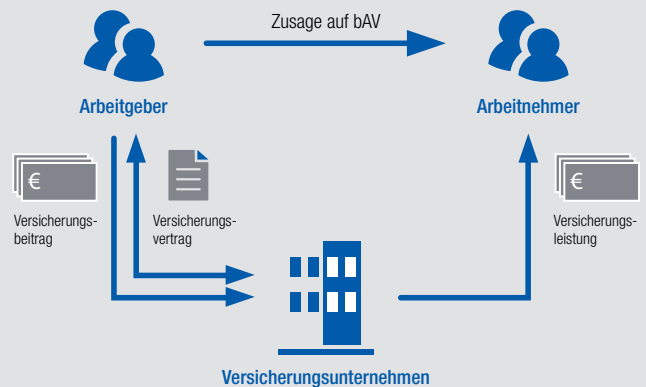 Zusage auf bAV
Arbeitgeber
Arbeitnehmer
€
Versicherungs-
beitrag
Versicherungs-
vertrag
€
Versicherungs-
leistung
Versicherungsunternehmen